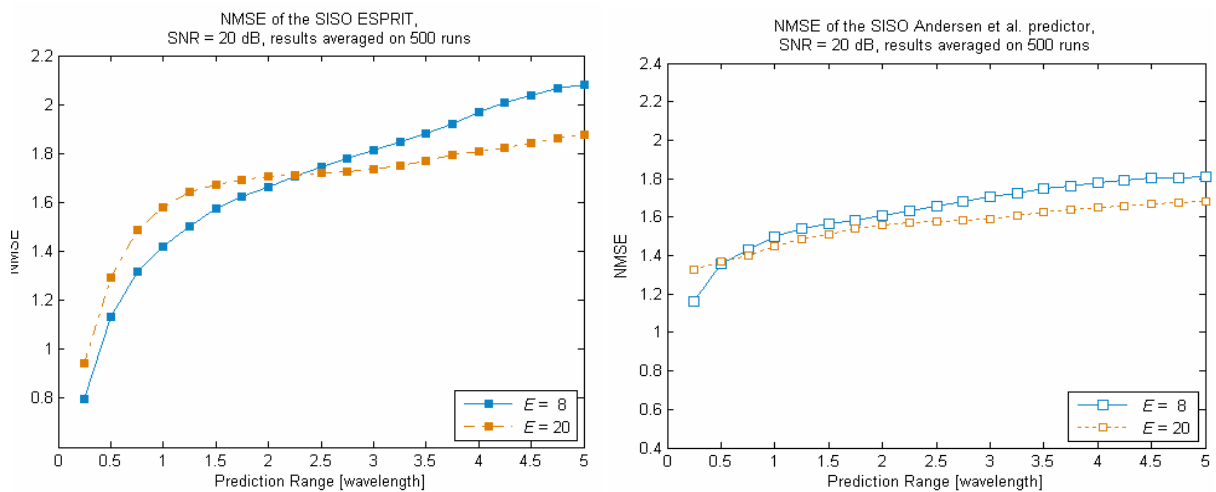 NMSE of the SISO ESPRIT,
SNR = 20 dB, results averaged on 500 runs
2.2
2
1.8
1.6
1.4
1.2
1
0.8
NMSE
0 0.5 1 1.5 2 2.5 3 3.5 4 4.5 5
Prediction Range [wavelength]
E = 8
E = 20
NMSE of the SISO Andersen et al. predictor,
SNR = 20 dB, results averaged on 500 runs
2.4
2.2
2
1.8
1.6
1.4
1.2
1
0.8
0.6
0.4
NMSE
0 0.5 1 1.5 2 2.5 3 3.5 4 4.5 5
Prediction Range [wavelength]
E = 8
E = 20